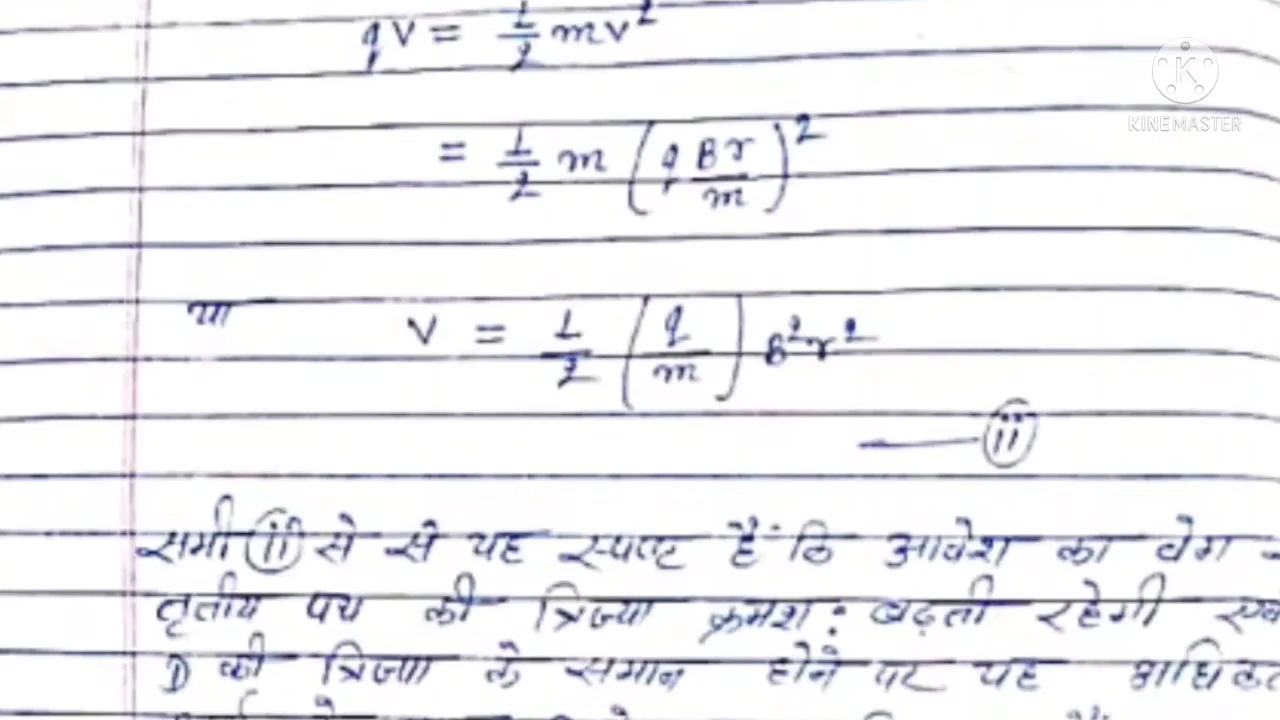 qV = 1/2 mv²
KINEMASTER
= 1/2 m (qBr/m)²
या V = 1/2 (q/m) B²r²
(ii)
समी (ii) से से यह स्पष्ट है कि आवेश का वेग
तृतीय पथ की त्रिज्या क्रमश: बढ़ती रहेगी
D की त्रिज्या के समान होने पर यह